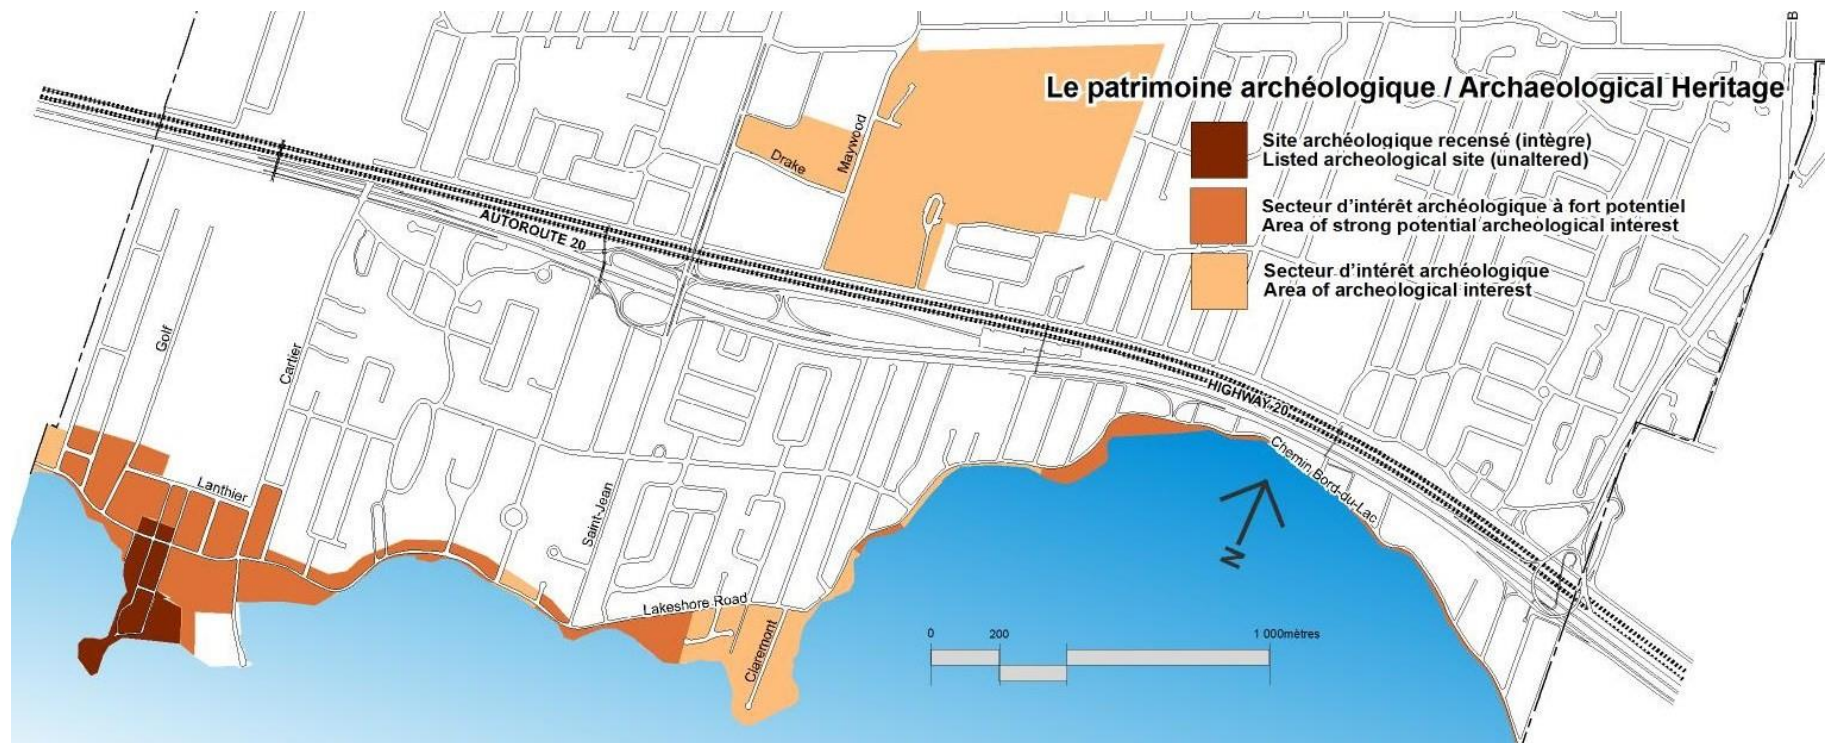 B
Le patrimoine archéologique / Archaeological Heritage
Site archéologique recensé (intègre)
Listed archeological site (unaltered)
Secteur d'intérêt archéologique à fort potentiel
Area of strong potential archeological interest
Secteur d'intérêt archéologique
Area of archeological interest
Drake
Maywood
AUTOROUTE 20
Golf
Cartier
HIGHWAY 20
Chemin Bord-du-Lac
Lanthier
Saint-Jean
N
Lakeshore Road
Claremont
0 200 1 000mètres